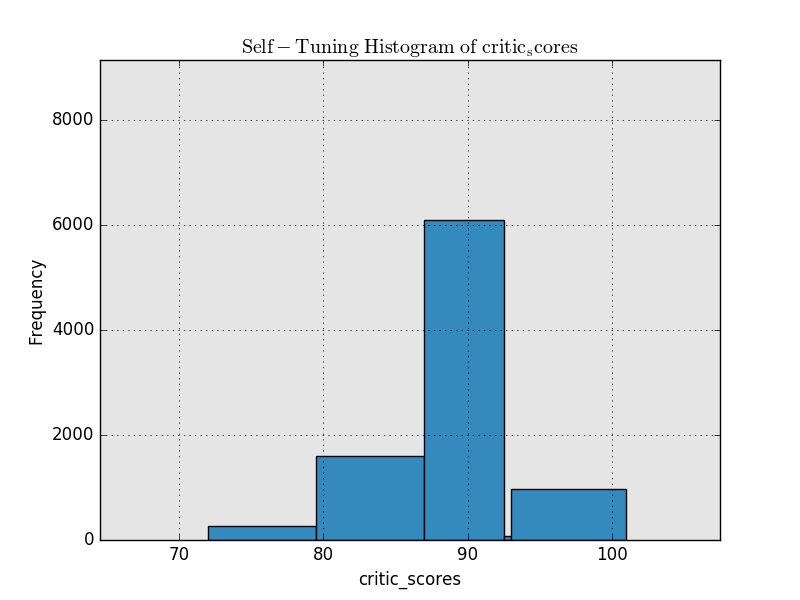 Self − Tuning Histogram of critic_scores
8000
6000
4000
2000
0
Frequency
70 80 90 100
critic_scores